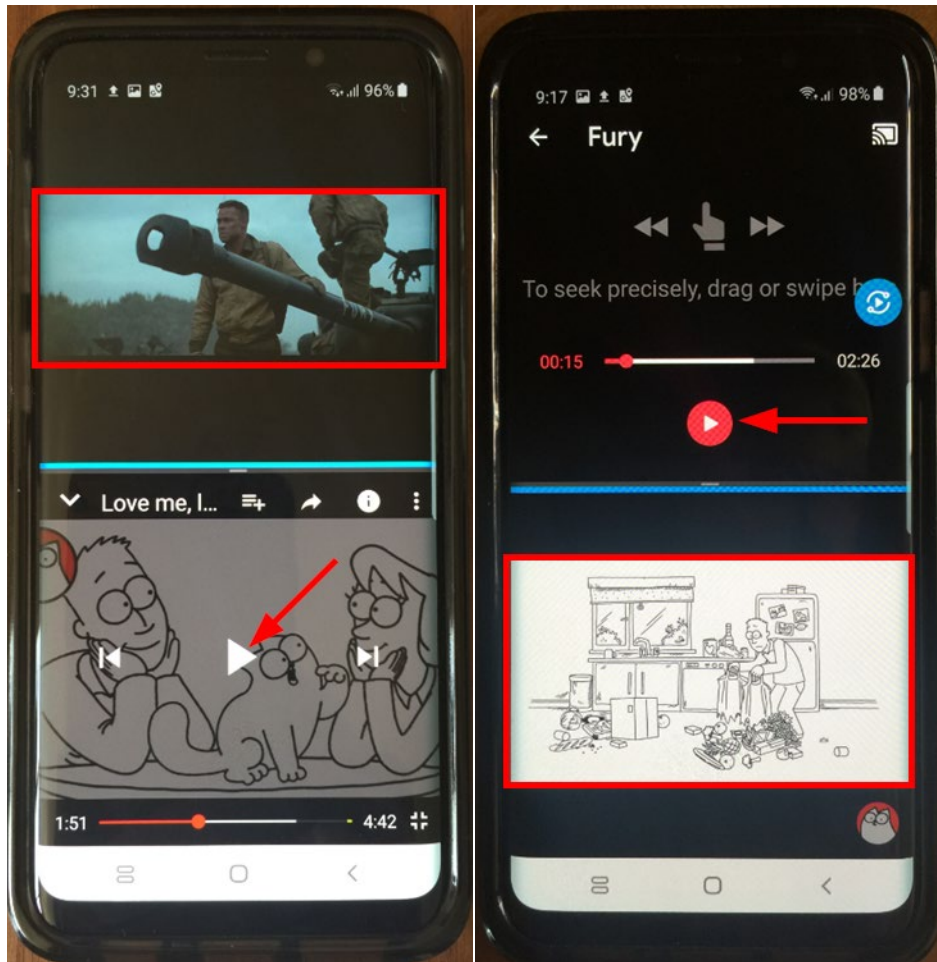 9:31
96%
Love me, l...
1:51
4:42
9:17
98%
Fury
To seek precisely, drag or swipe b
00:15
02:26